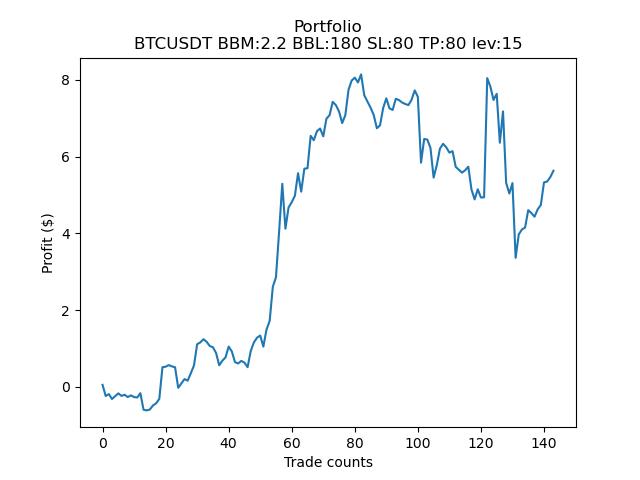 Portfolio
BTCUSDT BBM:2.2 BBL:180 SL:80 TP:80 lev:15
8
6
4
2
0
Profit ($)
0 20 40 60 80 100 120 140
Trade counts